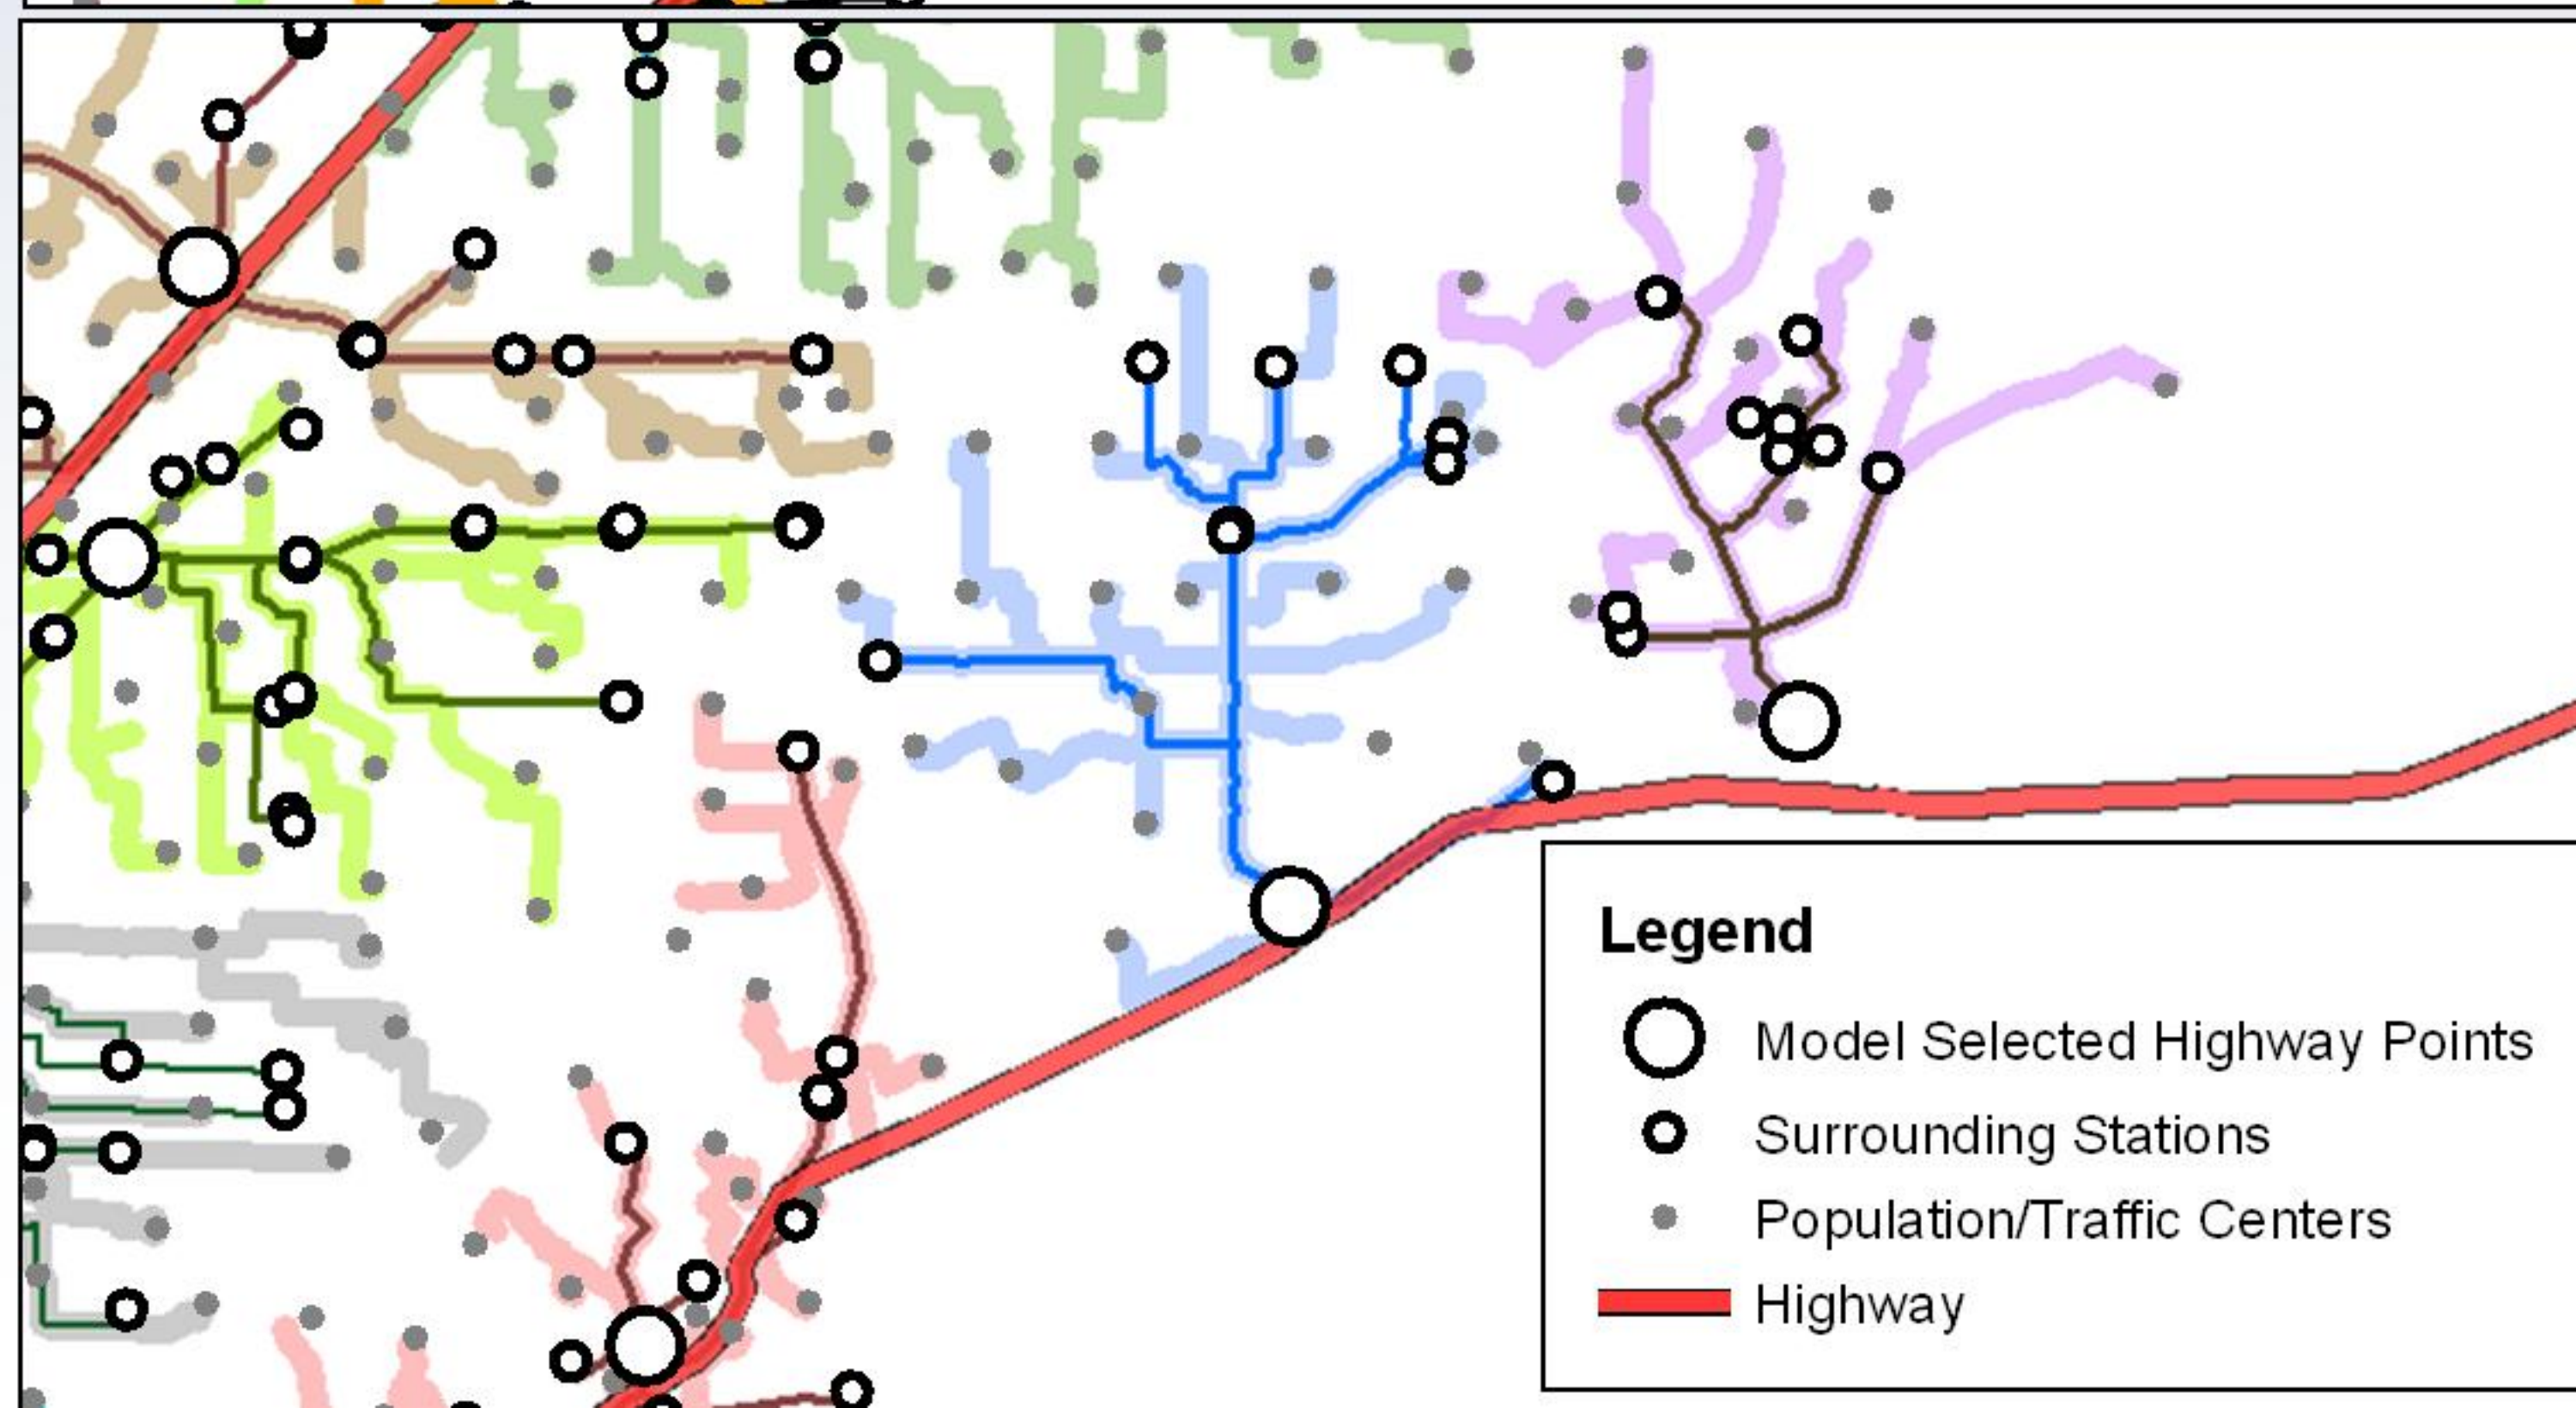 Legend
Model Selected Highway Points
Surrounding Stations
Population/Traffic Centers
Highway